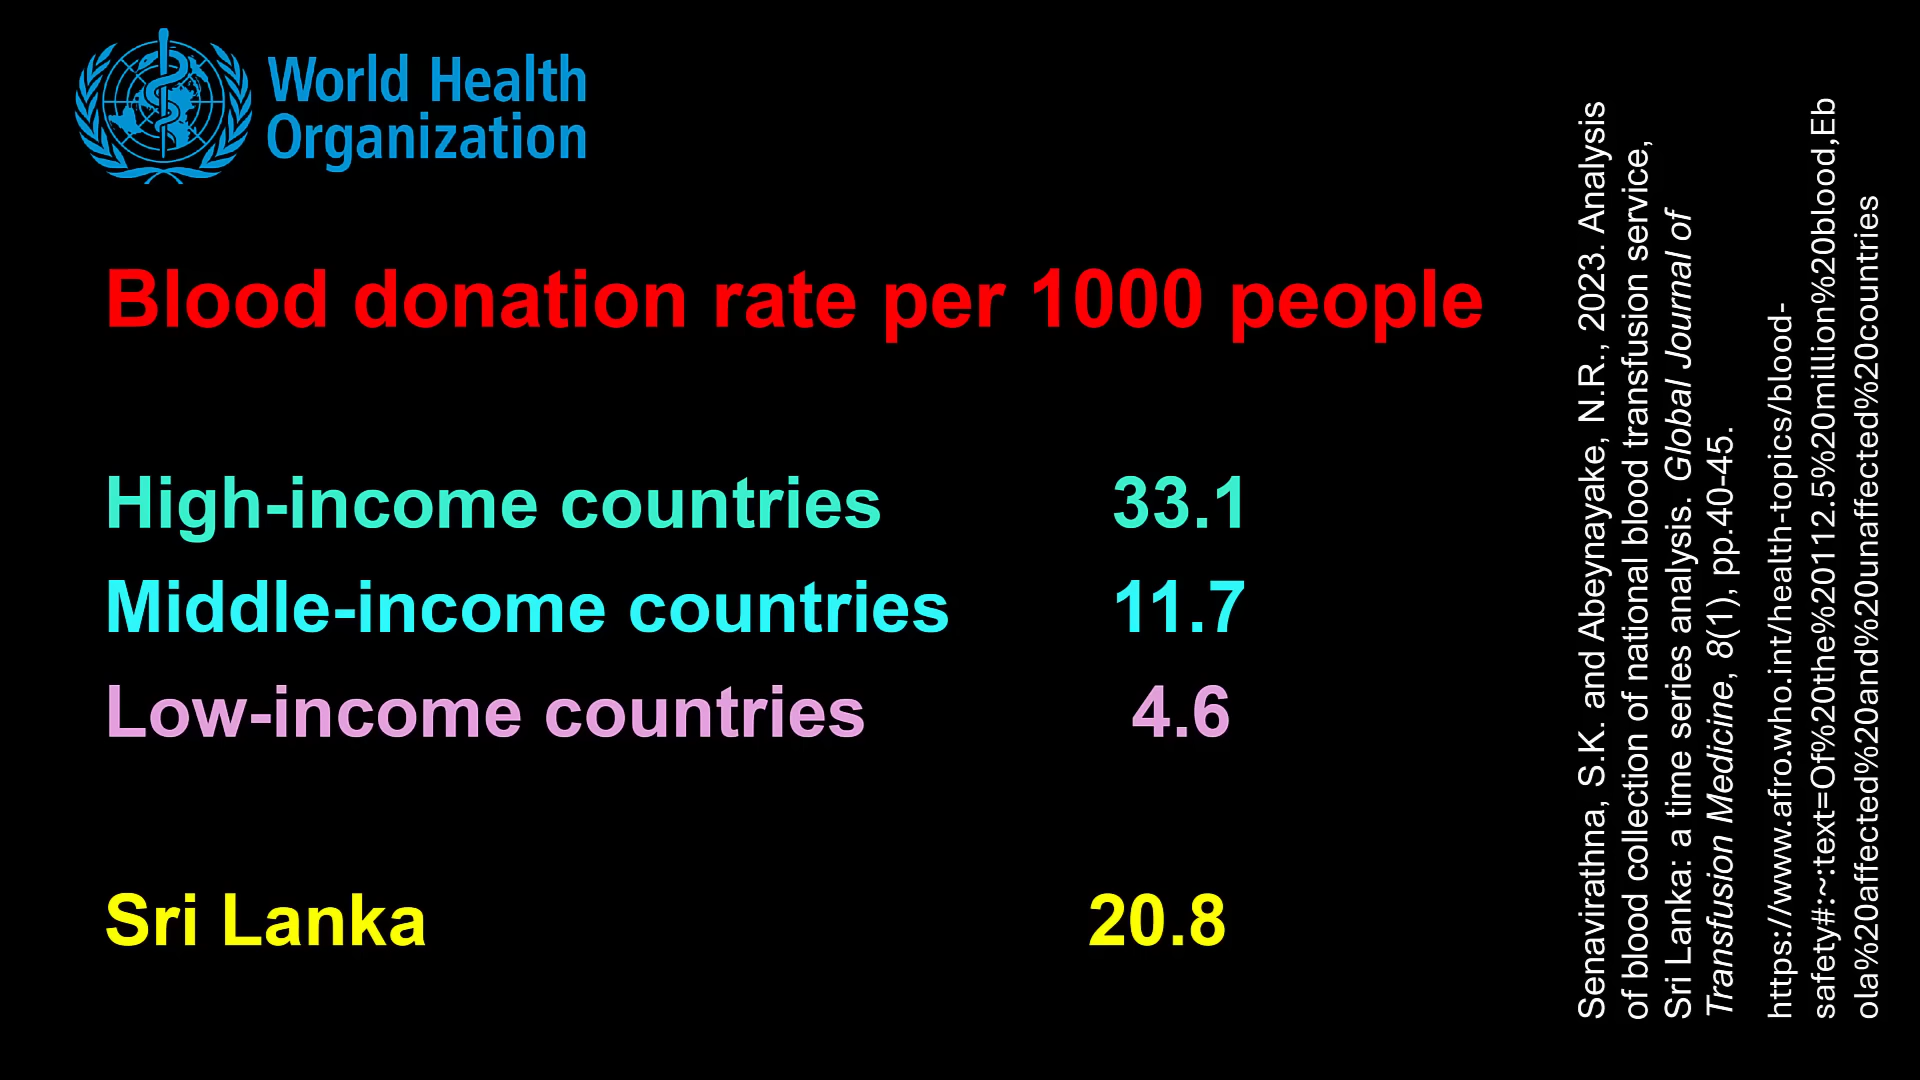 World Health
Organization
Blood donation rate per 1000 people
High-income countries 33.1
Middle-income countries 11.7
Low-income countries 4.6
Sri Lanka 20.8
Senavirathna, S.K. and Abeynayake, N.R., 2023. Analysis
of blood collection of national blood transfusion service,
Sri Lanka: a time series analysis. Global Journal of
Transfusion Medicine, 8(1), pp.40-45.
https://www.afro.who.int/health-topics/blood-
safety#:~:text=Of%20the%20112.5%20million%20blood,Eb
ola%20affected%20and%20unaffected%20countries